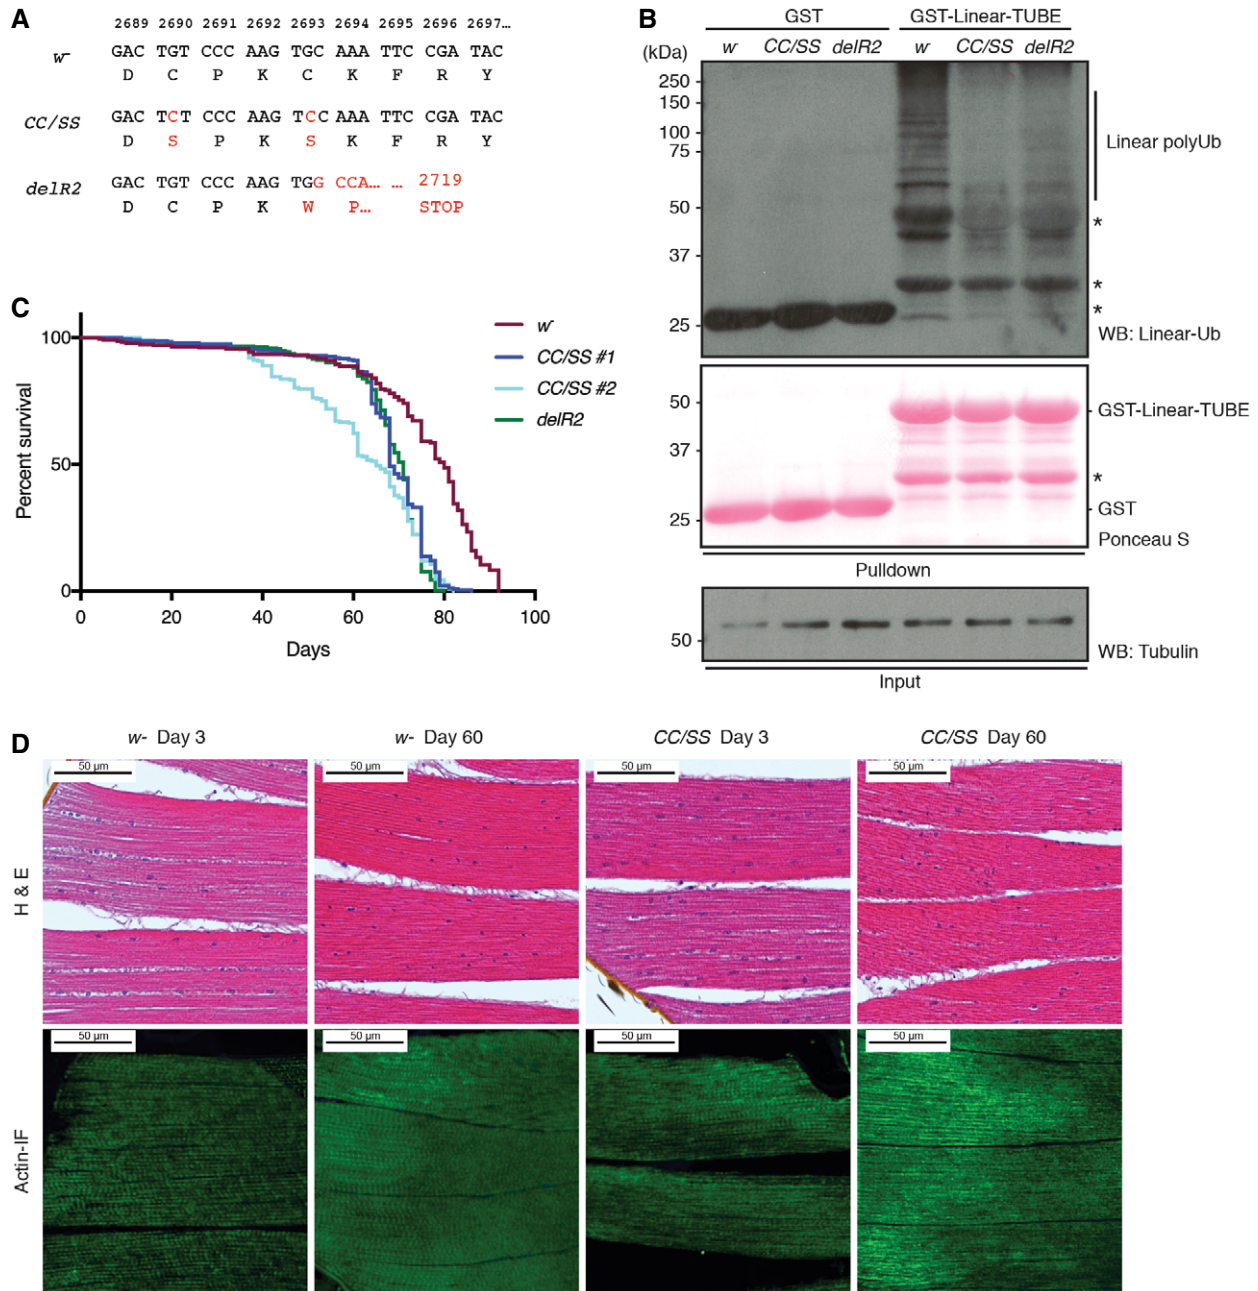 A
2689 2690 2691 2692 2693 2694 2695 2696 2697…
w-
GAC TGT CCC AAG TGC AAA TTC CGA TAC
D C P K C K F R Y
CC/SS
GAC TCT CCC AAG TCC AAA TTC CGA TAC
D S P K S K F R Y
delR2
GAC TGT CCC AAG TGG CCA… … 2719
D C P K W P… STOP
B
GST GST-Linear-TUBE
(kDa) w- CC/SS delR2 w- CC/SS delR2
250
150
100
75
50
37
25
Linear polyUb
*
*
*
WB: Linear-Ub
50
37
25
GST-Linear-TUBE
*
GST
Ponceau S
Pulldown
50
WB: Tubulin
Input
C
Percent survival
100
50
0
0 20 40 60 80 100
Days
w-
CC/SS #1
CC/SS #2
delR2
D
w- Day 3 w- Day 60 CC/SS Day 3 CC/SS Day 60
H & E
50 µm 50 µm 50 µm 50 µm
Actin-IF
50 µm 50 µm 50 µm 50 µm